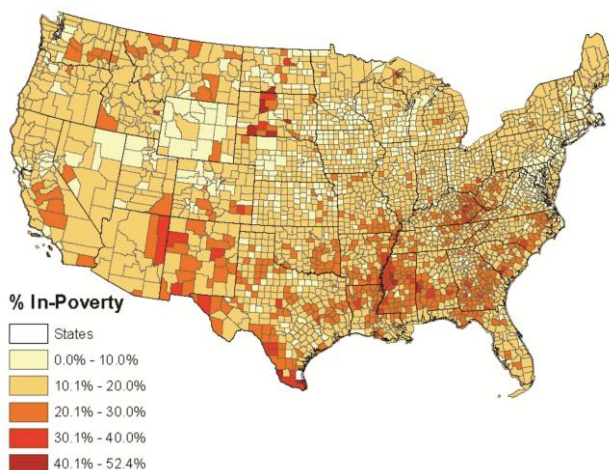 % In-Poverty
States
0.0% - 10.0%
10.1% - 20.0%
20.1% - 30.0%
30.1% - 40.0%
40.1% - 52.4%